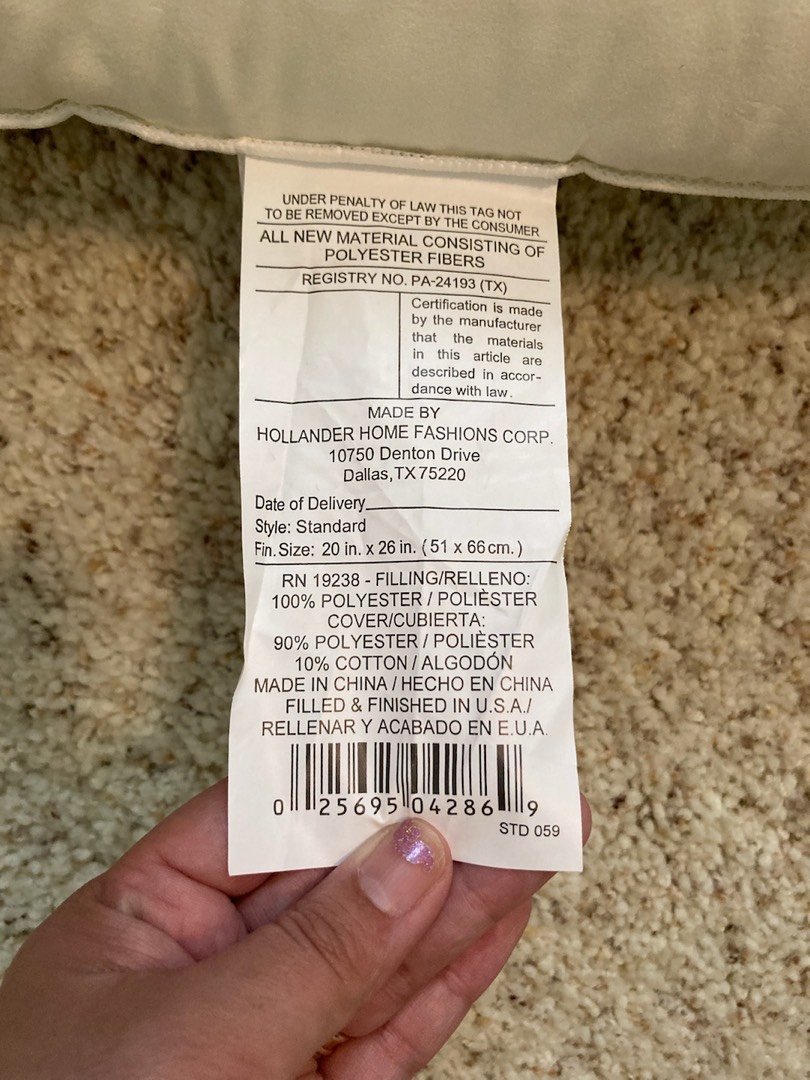 UNDER PENALTY OF LAW THIS TAG NOT
TO BE REMOVED EXCEPT BY THE CONSUMER
ALL NEW MATERIAL CONSISTING OF
POLYESTER FIBERS
REGISTRY NO. PA-24193 (TX)
Certification is made
by the manufacturer
that the materials
in this article are
described in accor-
dance with law.
MADE BY
HOLLANDER HOME FASHIONS CORP.
10750 Denton Drive
Dallas,TX 75220
Date of Delivery
Style: Standard
Fin. Size: 20 in. x 26 in. (51 x 66 cm.)
RN 19238 - FILLING/RELLENO:
100% POLYESTER / POLIÈSTER
COVER/CUBIERTA:
90% POLYESTER / POLIÈSTER
10% COTTON / ALGODÓN
MADE IN CHINA / HECHO EN CHINA
FILLED & FINISHED IN U.S.A./
RELLENAR Y ACABADO EN E.U.A.
0 25695 04286 9
STD 059